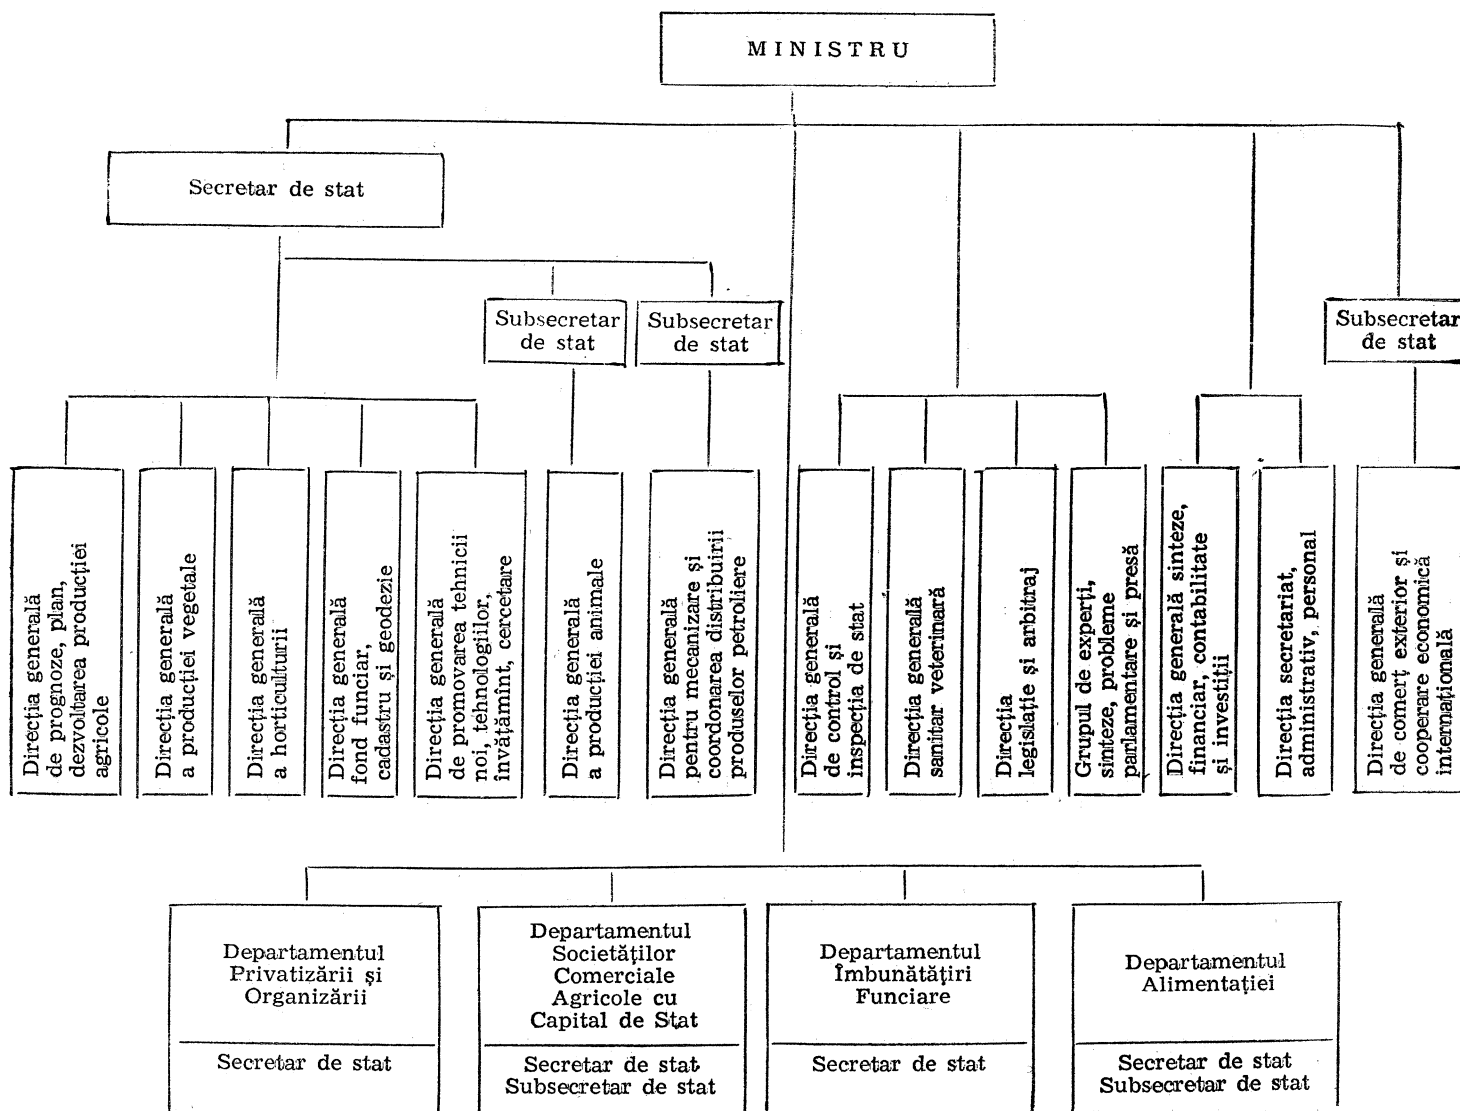 MINISTRU
Secretar de stat
Subsecretar
de stat
Subsecretar
de stat
Subsecretar
de stat
Direcția generală
de prognoze, plan,
dezvoltarea producției
agricole
Direcția generală
a producției vegetale
Direcția generală
a horticulturii
Direcția generală
fond funciar,
cadastru și geodezie
Direcția generală
de promovarea tehnicii
noi, tehnologiilor,
învățămînt, cercetare
Direcția generală
a producției animale
Direcția generală
pentru mecanizare și
coordonarea distribuirii
produselor petroliere
Direcția generală
de control și
inspecția de stat
Direcția generală
sanitar veterinară
Direcția
legislație și arbitraj
Grupul de experți,
sinteze, probleme
parlamentare și presă
Direcția generală sinteze,
financiar, contabilitate
și investiții
Direcția secretariat,
administrativ, personal
Direcția generală
de comerț exterior și
cooperare economică
internațională
Departamentul
Privatizării și
Organizării
Secretar de stat
Departamentul
Societăților
Comerciale
Agricole cu
Capital de Stat
Secretar de stat
Subsecretar de stat
Departamentul
Îmbunătățiri
Funciare
Secretar de stat
Departamentul
Alimentației
Secretar de stat
Subsecretar de stat